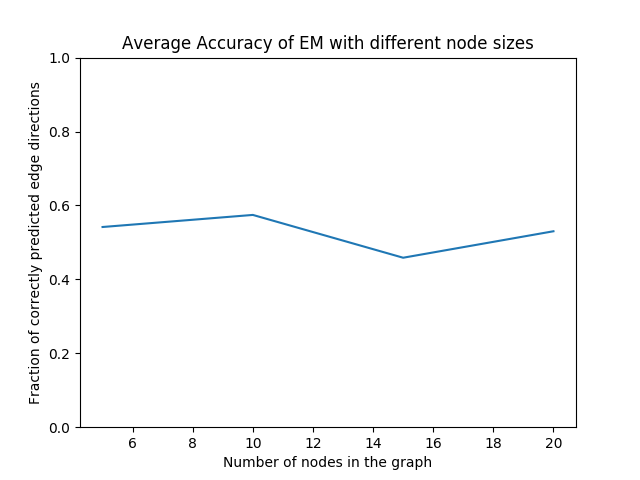 Average Accuracy of EM with different node sizes
Fraction of correctly predicted edge directions
1.0
0.8
0.6
0.4
0.2
0.0
6 8 10 12 14 16 18 20
Number of nodes in the graph